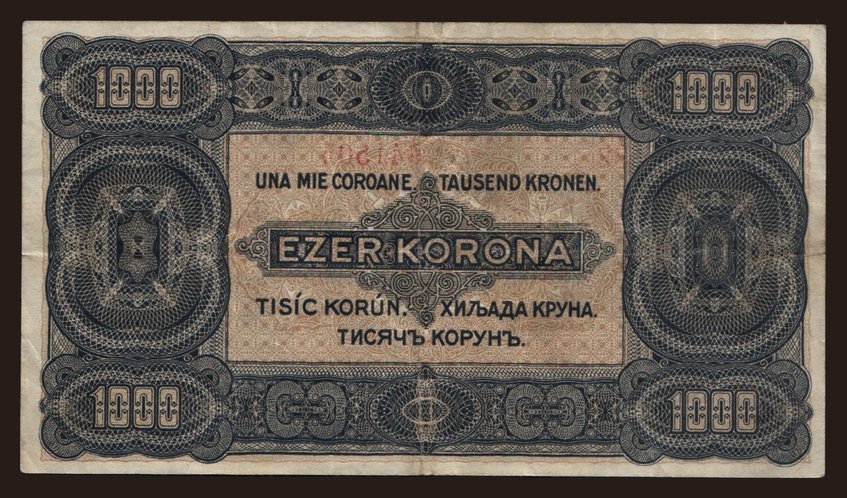 1000 1000
UNA MIE COROANE. TAUSEND KRONEN.
EZER KORONA
TISÍC KORÚN. ХИЉАДА КРУНА.
ТИСЯЧЪ КОРУНЪ.
1000 1000